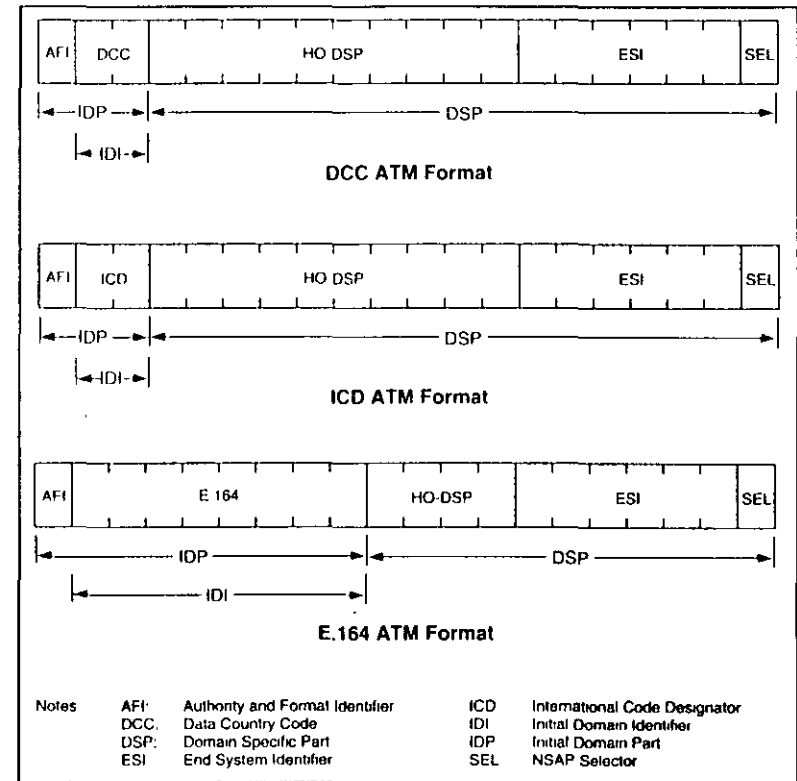 AFI DCC HO DSP ESI SEL
IDP DSP
IDI
DCC ATM Format
AFI ICD HO DSP ESI SEL
IDP DSP
IDI
ICD ATM Format
AFI E 164 HO-DSP ESI SEL
IDP DSP
IDI
E.164 ATM Format
Notes AFI: Authority and Format Identifier ICD International Code Designator
DCC. Data Country Code IDI Initial Domain Identifier
DSP: Domain Specific Part IDP Initial Domain Part
ESI End System Identifier SEL NSAP Selector